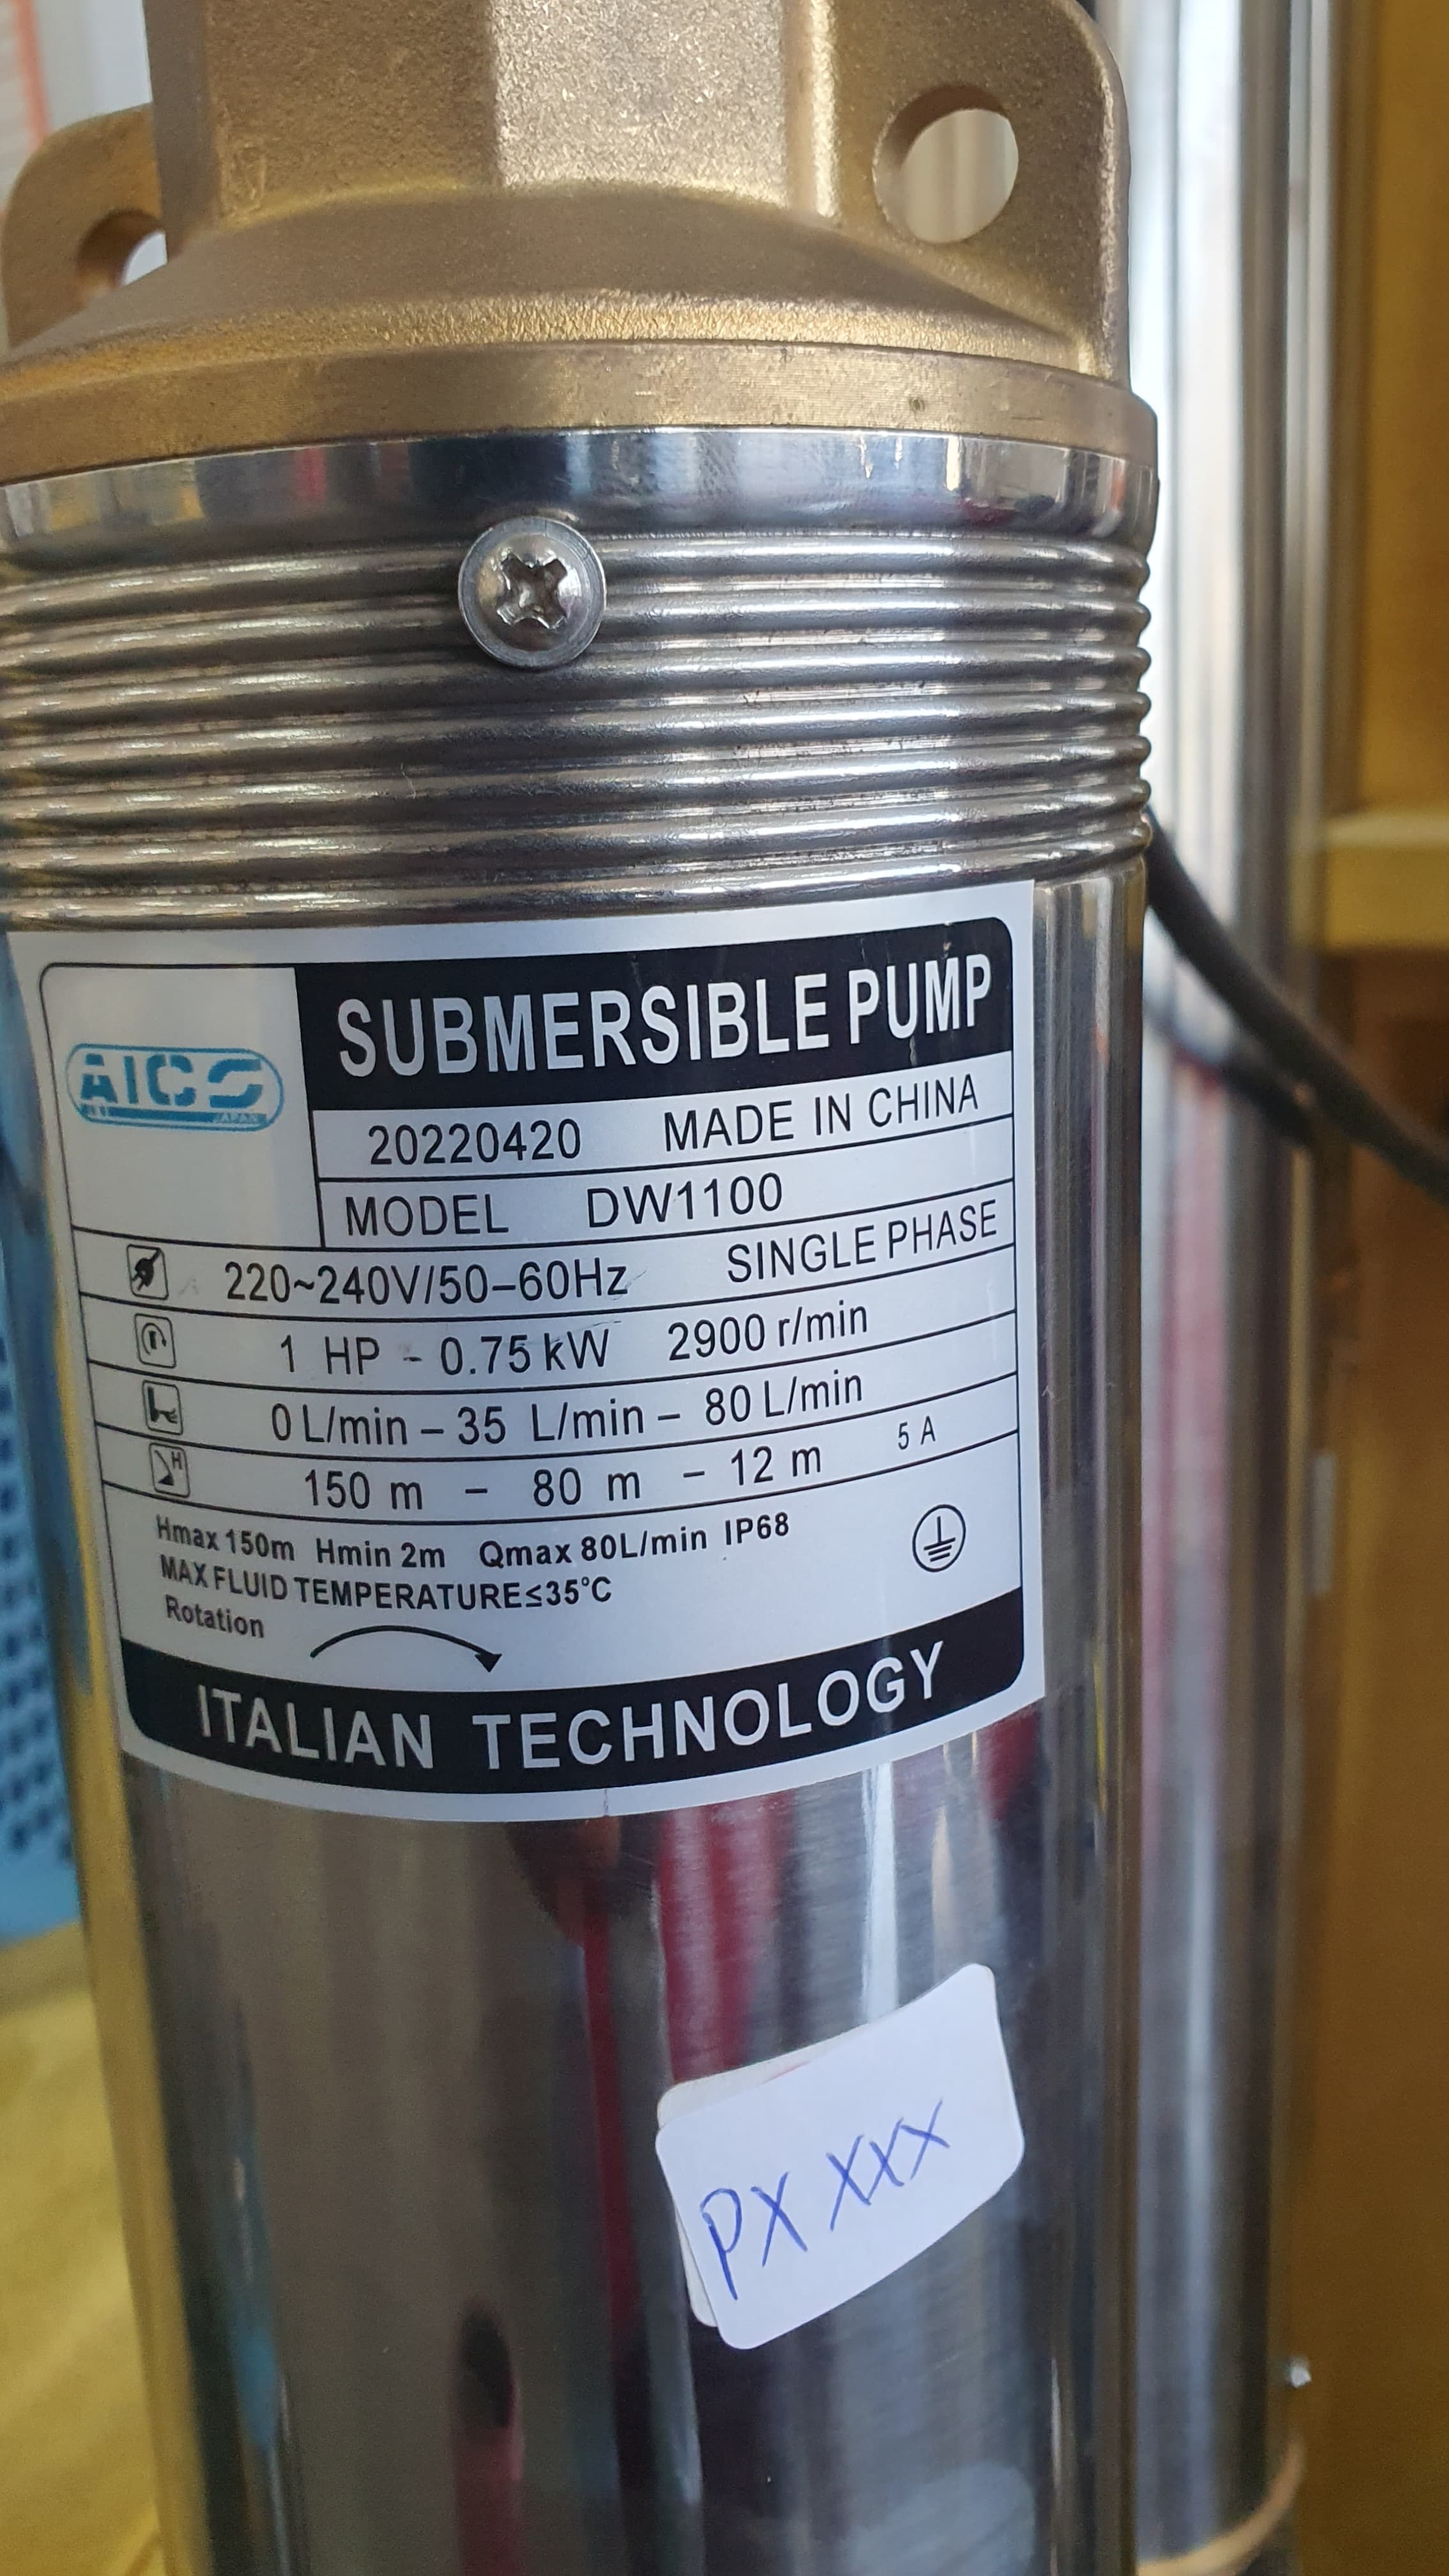 AICO
JAPAN
SUBMERSIBLE PUMP
20220420 MADE IN CHINA
MODEL DW1100
220~240V/50-60Hz SINGLE PHASE
1 HP - 0.75 kW 2900 r/min
0 L/min - 35 L/min - 80 L/min
150 m - 80 m - 12 m 5 A
H
Hmax 150m Hmin 2m Qmax 80L/min IP68
MAX FLUID TEMPERATURE≤35°C
Rotation
ITALIAN TECHNOLOGY
PX XXX